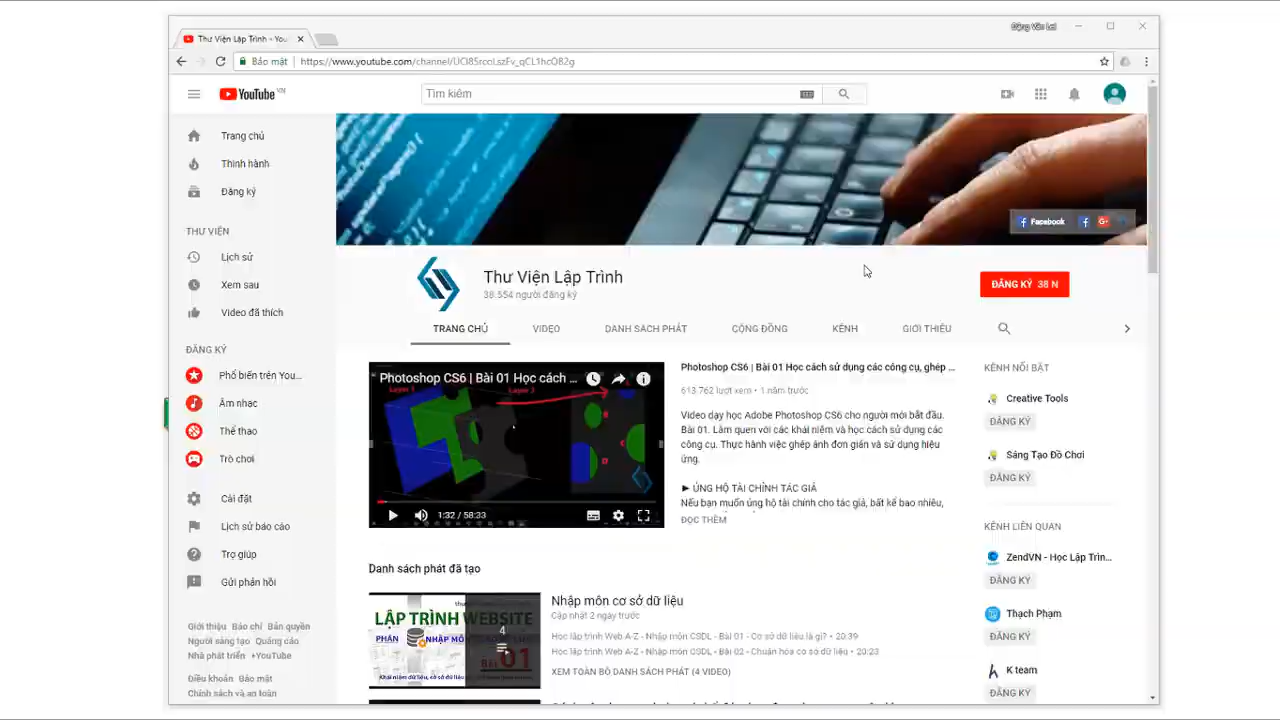 Đặng Văn Lợi
Thư Viện Lập Trình - You
Bảo mật
https://www.youtube.com/channel/
YouTube VN
Tìm kiếm
Trang chủ
Thịnh hành
Đăng ký
THƯ VIỆN
Lịch sử
Xem sau
Video đã thích
ĐĂNG KÝ
Phổ biến trên You...
Âm nhạc
Thể thao
Trò chơi
Cài đặt
Lịch sử báo cáo
Trợ giúp
Gửi phản hồi
Giới thiệu Báo chí Bản quyền
Người sáng tạo Quảng cáo
Nhà phát triển +YouTube
Điều khoản Bảo mật
Chính sách và an toàn
Facebook
Thư Viện Lập Trình
38.554 người đăng ký
ĐĂNG KÝ 38 N
TRANG CHỦ
VIDEO
DANH SÁCH PHÁT
CỘNG ĐỒNG
KÊNH
GIỚI THIỆU
Photoshop CS6 | Bài 01 Học cách ...
Layer 1
1:32 / 58:33
Photoshop CS6 | Bài 01 Học cách sử dụng các công cụ, ghép ...
613.762 lượt xem • 1 năm trước
Video dạy học Adobe Photoshop CS6 cho người mới bắt đầu.
Bài 01. Làm quen với các khái niệm và học cách sử dụng các
công cụ. Thực hành việc ghép ảnh đơn giản và sử dụng hiệu
ứng.
► ỦNG HỘ TÀI CHÍNH TÁC GIẢ
Nếu bạn muốn ủng hộ tài chính cho tác giả, bất kể bao nhiêu,
ĐỌC THÊM
KÊNH NỔI BẬT
Creative Tools
ĐĂNG KÝ
Sáng Tạo Đồ Chơi
ĐĂNG KÝ
KÊNH LIÊN QUAN
ZendVN - Học Lập Trìn...
ĐĂNG KÝ
Thạch Phạm
ĐĂNG KÝ
K team
ĐĂNG KÝ
Danh sách phát đã tạo
LẬP TRÌNH WEBSITE
PHẦN NHẬP MÔN
4
Bài 01
Nhập môn cơ sở dữ liệu
Cập nhật 2 ngày trước
Học lập trình Web A-Z - Nhập môn CSDL - Bài 01 - Cơ sở dữ liệu là gì? • 20:39
Học lập trình Web A-Z - Nhập môn CSDL - Bài 02 - Chuẩn hóa cơ sở dữ liệu • 20:23
XEM TOÀN BỘ DANH SÁCH PHÁT (4 VIDEO)